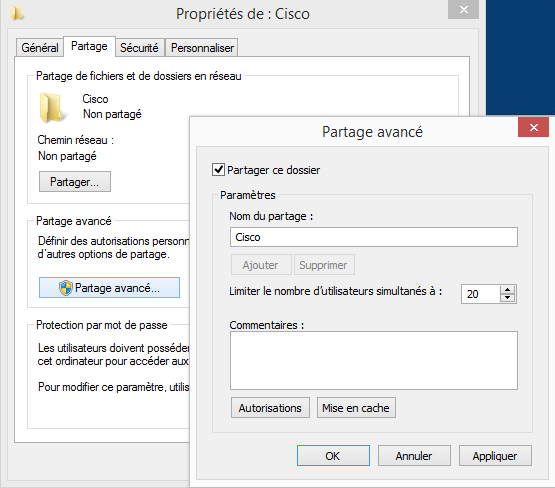 Propriétés de : Cisco
Général
Partage
Sécurité
Personnaliser
Partage de fichiers et de dossiers en réseau
Cisco
Non partagé
Chemin réseau :
Non partagé
Partager...
Partage avancé
Définir des autorisations person
d'autres options de partage.
Partage avancé...
Protection par mot de passe
Les utilisateurs doivent posséder
cet ordinateur pour accéder aux
Pour modifier ce paramètre, utilis
Partage avancé
Partager ce dossier
Paramètres
Nom du partage :
Cisco
Ajouter
Supprimer
Limiter le nombre d'utilisateurs simultanés à :
20
Commentaires :
Autorisations
Mise en cache
OK
Annuler
Appliquer